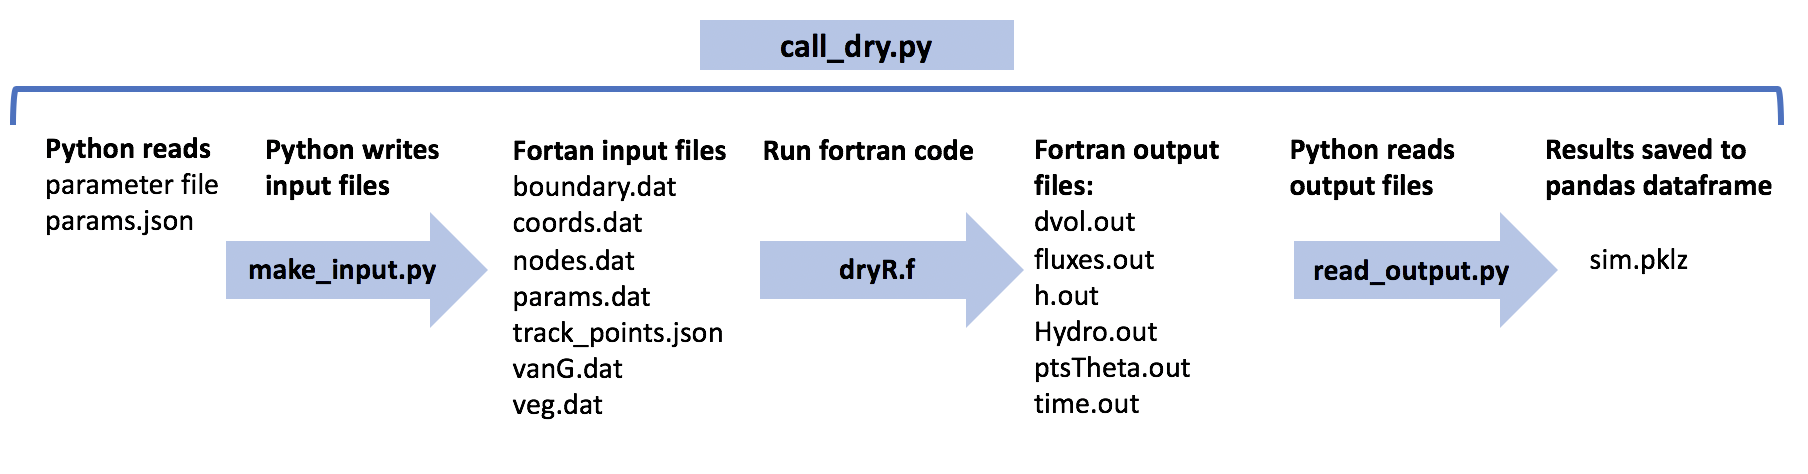 call_dry.py
Python reads
parameter file
params.json
Python writes
input files
make_input.py
Fortan input files
boundary.dat
coords.dat
nodes.dat
params.dat
track_points.json
vanG.dat
veg.dat
Run fortran code
dryR.f
Fortran output
files:
dvol.out
fluxes.out
h.out
Hydro.out
ptsTheta.out
time.out
Python reads
output files
read_output.py
Results saved to
pandas dataframe
sim.pklz